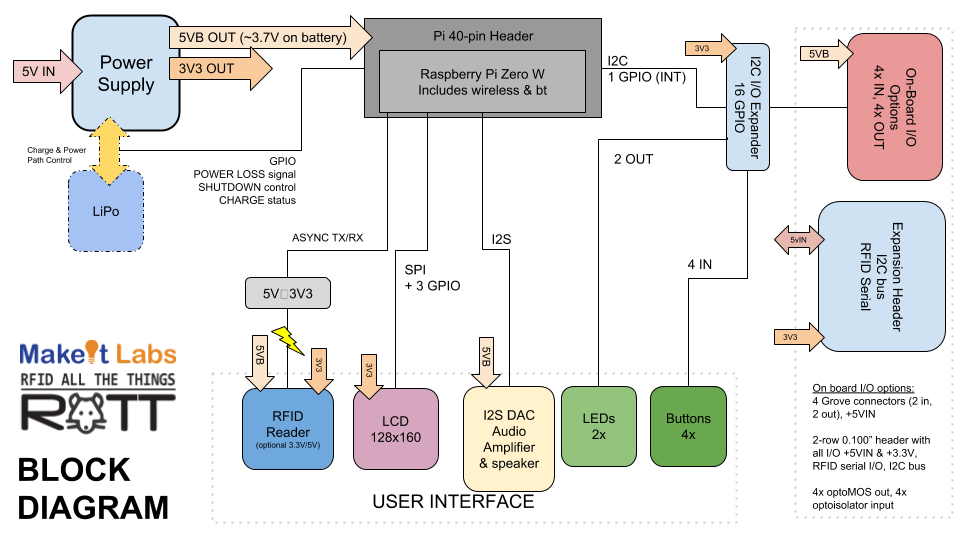 5V IN
Power
Supply
5VB OUT (~3.7V on battery)
3V3 OUT
Pi 40-pin Header
Raspberry Pi Zero W
Includes wireless & bt
I2C
1 GPIO (INT)
3V3
I2C I/O Expander
16 GPIO
5VB
On-Board I/O
Options
4x IN, 4x OUT
Charge & Power
Path Control
LiPo
GPIO
POWER LOSS signal
SHUTDOWN control
CHARGE status
2 OUT
4 IN
5vIN
Expansion Header
I2C bus
RFID Serial
3V3
ASYNC TX/RX
5V□3V3
SPI
+ 3 GPIO
I2S
5VB
3V3
3V3
5VB
RFID
Reader
(optional 3.3V/5V)
LCD
128x160
I2S DAC
Audio
Amplifier
& speaker
LEDs
2x
Buttons
4x
USER INTERFACE
MakeIt Labs
RFID ALL THE THINGS
RATT
BLOCK
DIAGRAM
On board I/O options:
4 Grove connectors (2 in,
2 out), +5VIN
2-row 0.100” header with
all I/O +5VIN & +3.3V,
RFID serial I/O, I2C bus
4x optoMOS out, 4x
optoisolator input